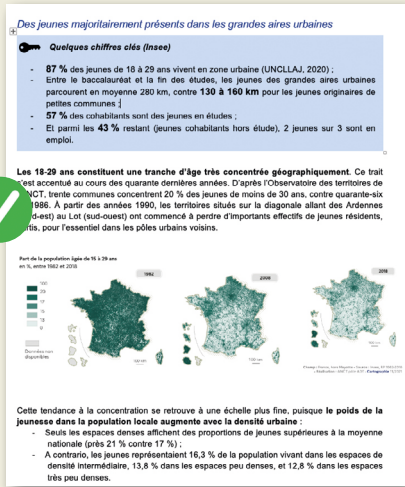 Des jeunes majoritairement présents dans les grandes aires urbaines
Quelques chiffres clés (Insee)
- 87 % des jeunes de 18 à 29 ans vivent en zone urbaine (UNCLLAJ, 2020) ;
- Entre le baccalauréat et la fin des études, les jeunes des grandes aires urbaines
parcourent en moyenne 280 km, contre 130 à 160 km pour les jeunes originaires de
petites communes ;
- 57 % des cohabitants sont des jeunes en études ;
- Et parmi les 43 % restant (jeunes cohabitants hors étude), 2 jeunes sur 3 sont en
emploi.
Les 18-29 ans constituent une tranche d'âge très concentrée géographiquement. Ce trait
s'est accentué au cours des quarante dernières années. D'après l'Observatoire des territoires de
NCT, trente communes concentrent 20 % des jeunes de moins de 30 ans, contre quarante-six
1986. À partir des années 1990, les territoires situés sur la diagonale allant des Ardennes
d-est) au Lot (sud-ouest) ont commencé à perdre d'importants effectifs de jeunes résidents,
rtis, pour l'essentiel dans les pôles urbains voisins.
Part de la population âgée de 15 à 29 ans
en %, entre 1982 et 2018
1982
2008
2018
Données non
disponibles
Cette tendance à la concentration se retrouve à une échelle plus fine, puisque le poids de la
jeunesse dans la population locale augmente avec la densité urbaine :
- Seuls les espaces denses affichent des proportions de jeunes supérieures à la moyenne
nationale (près 21 % contre 17 %) ;
- A contrario, les jeunes représentaient 16,3 % de la population vivant dans les espaces de
densité intermédiaire, 13,8 % dans les espaces peu denses, et 12,8 % dans les espaces
très peu denses.